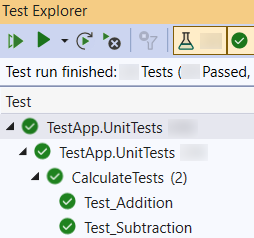 Test Explorer
Test run finished: Tests ( Passed,
Test
TestApp.UnitTests
TestApp.UnitTests
CalculateTests (2)
Test_Addition
Test_Subtraction